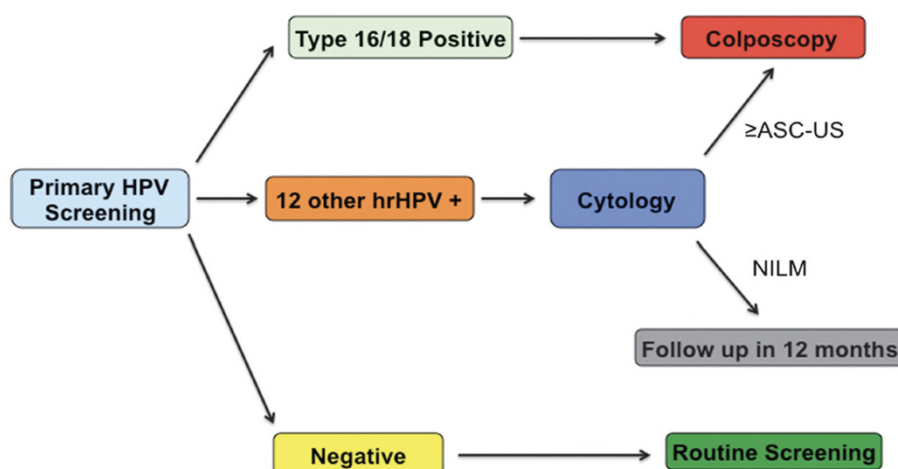 Type 16/18 Positive
Colposcopy
≥ASC-US
Primary HPV
Screening
12 other hrHPV +
Cytology
NILM
Follow up in 12 months
Negative
Routine Screening